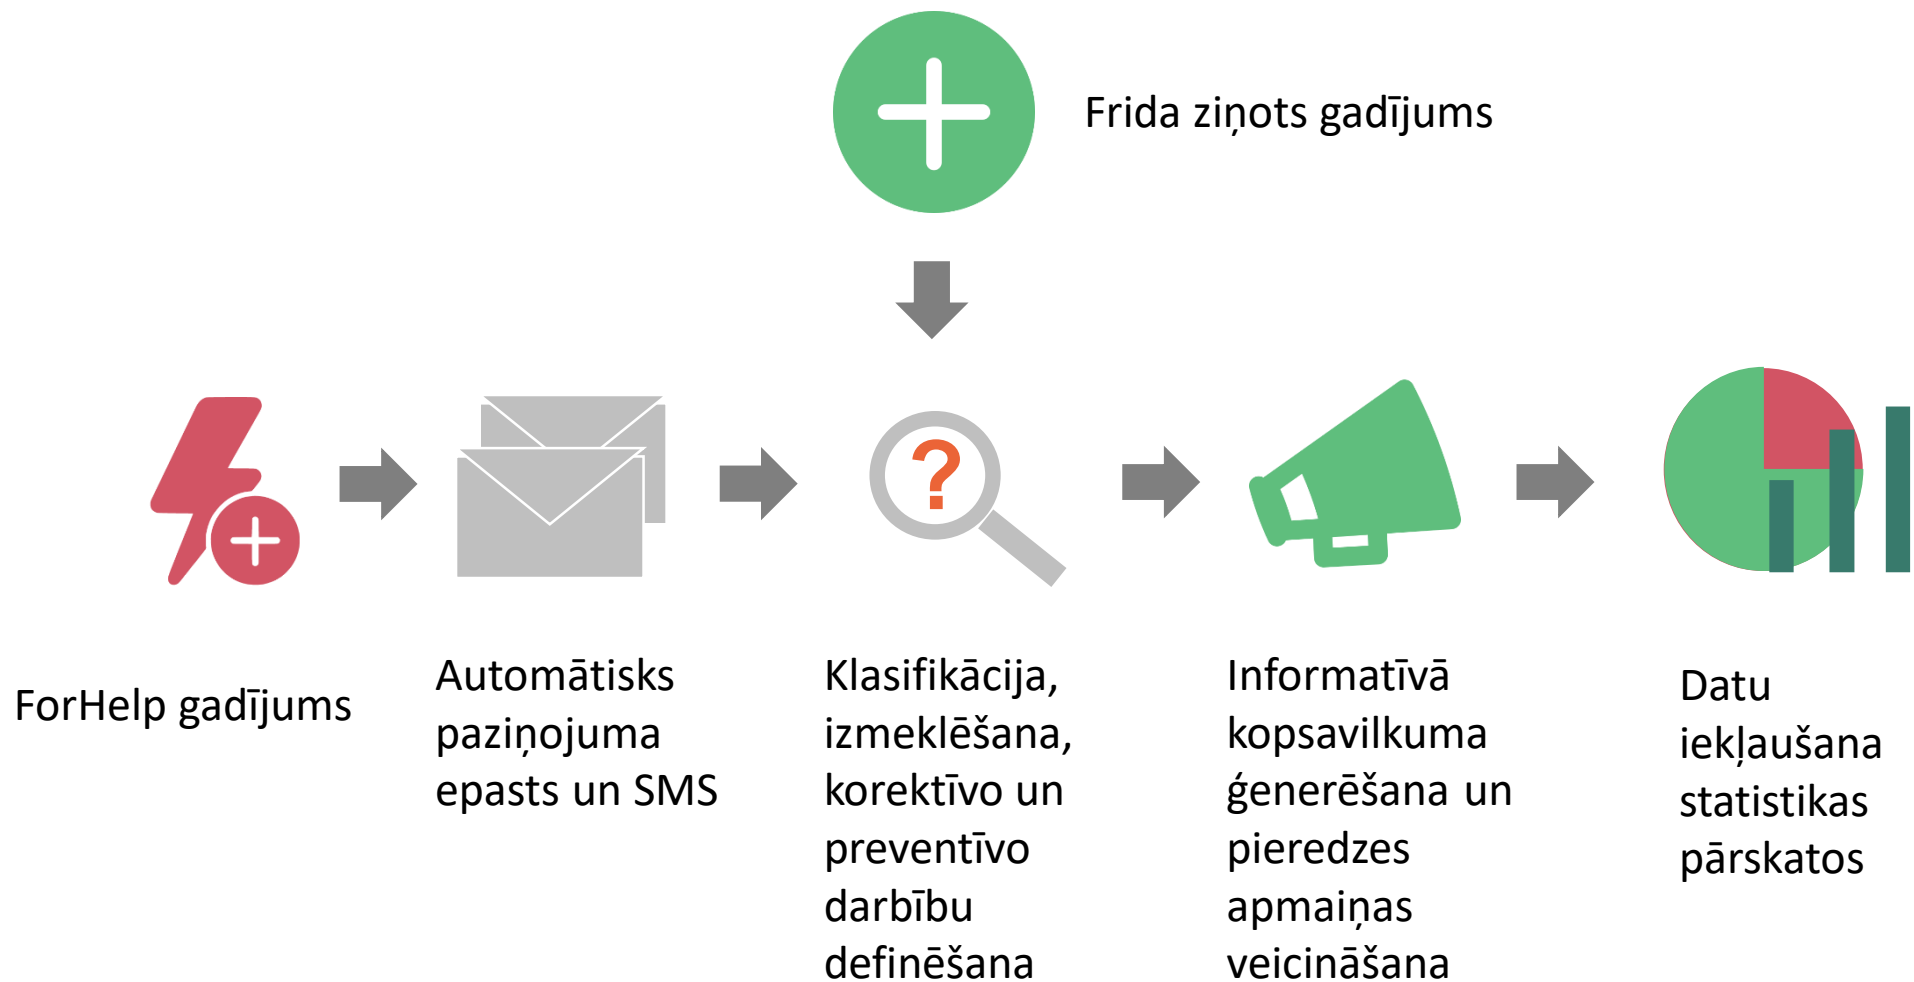 Frida ziņots gadījums
?
ForHelp gadījums
Automātisks
paziņojuma
epasts un SMS
Klasifikācija,
izmeklēšana,
korektīvo un
preventīvo
darbību
definēšana
Informatīvā
kopsavilkuma
ģenerēšana un
pieredzes
apmaiņas
veicināšana
Datu
iekļaušana
statistikas
pārskatos